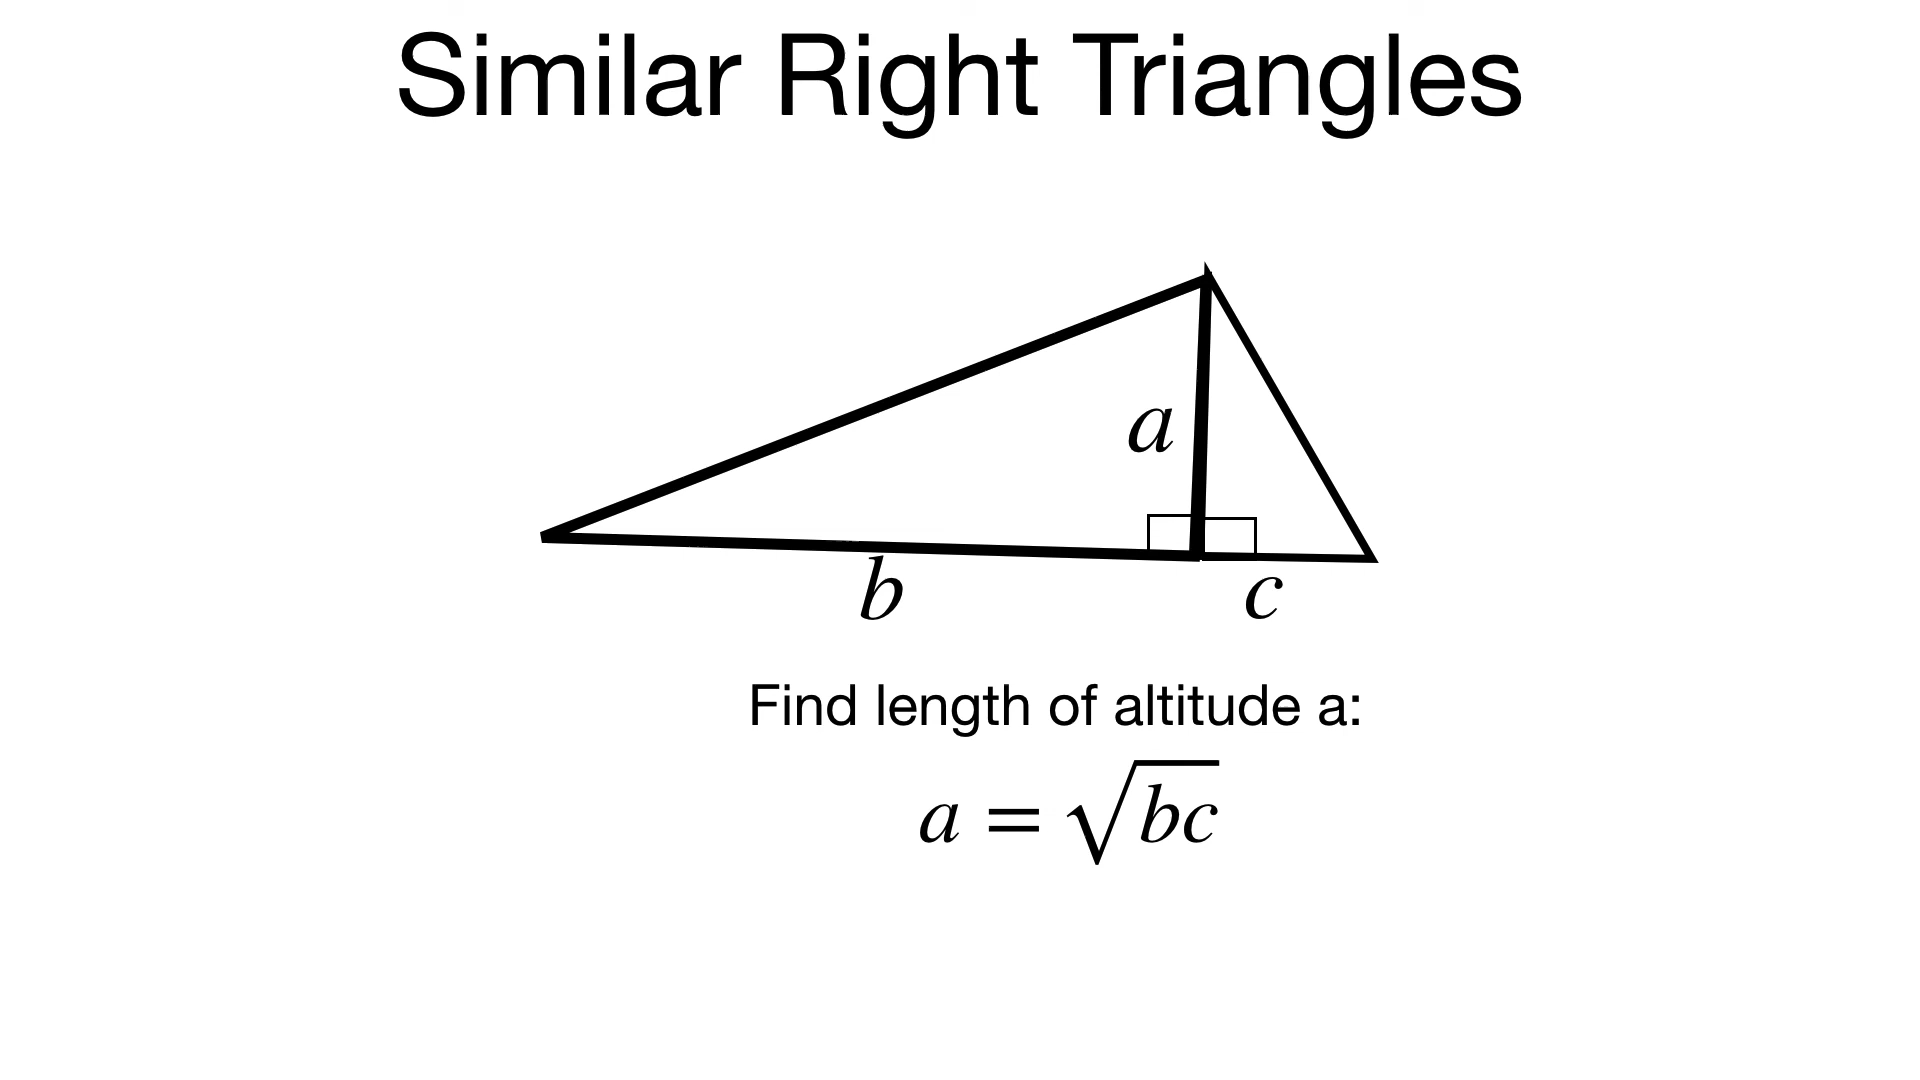 Similar Right Triangles
a
b
c
Find length of altitude a:
a = √bc